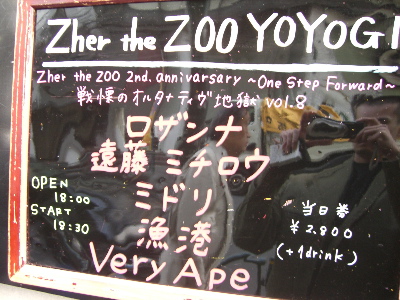 Zher the ZOO YOYOGI
Zher the ZOO 2nd. annivarsary ~One Step Forward~
戦慄のオルタナティヴ地獄 vol.8
ロザンナ
遠藤 ミチロウ
ミドリ
漁港
Very Ape
OPEN
18:00
START
18:30
当日券
¥2.800
(+1drink)